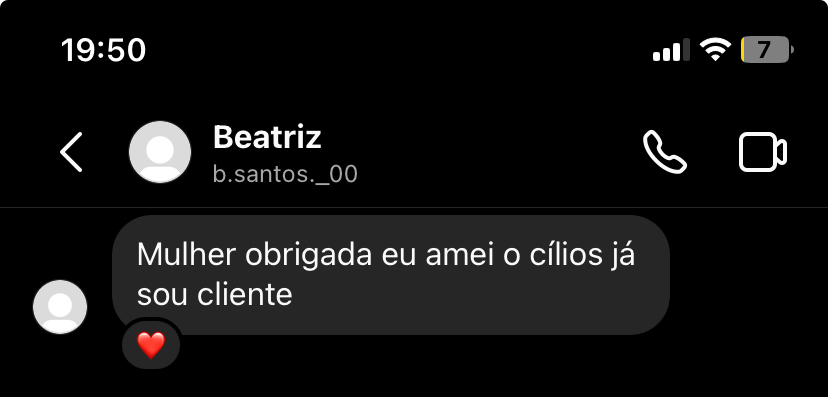 19:50
7
Beatriz
b.santos._00
Mulher obrigada eu amei o cílios já
sou cliente